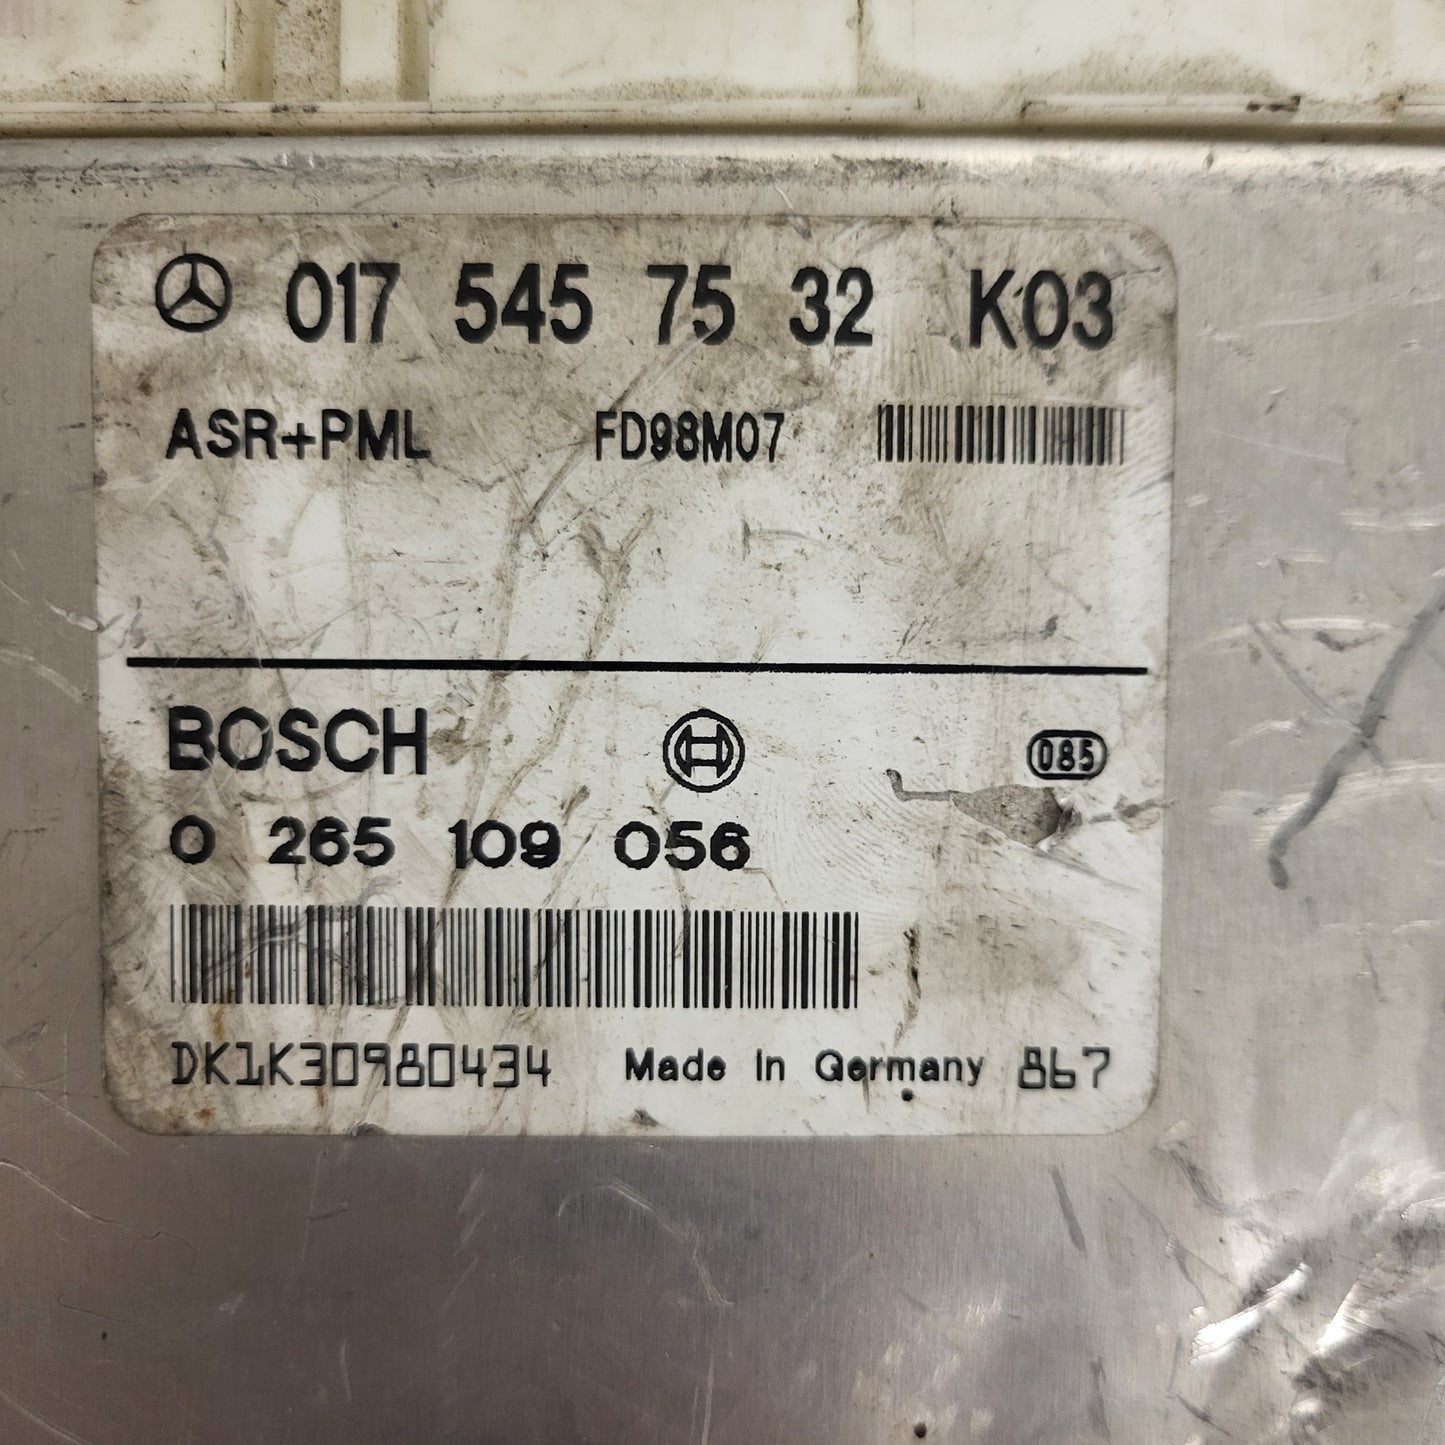 017 545 75 32 K03
ASR+PML FD98M07
BOSCH 085
0 265 109 056
DK1K30980434 Made in Germany 867